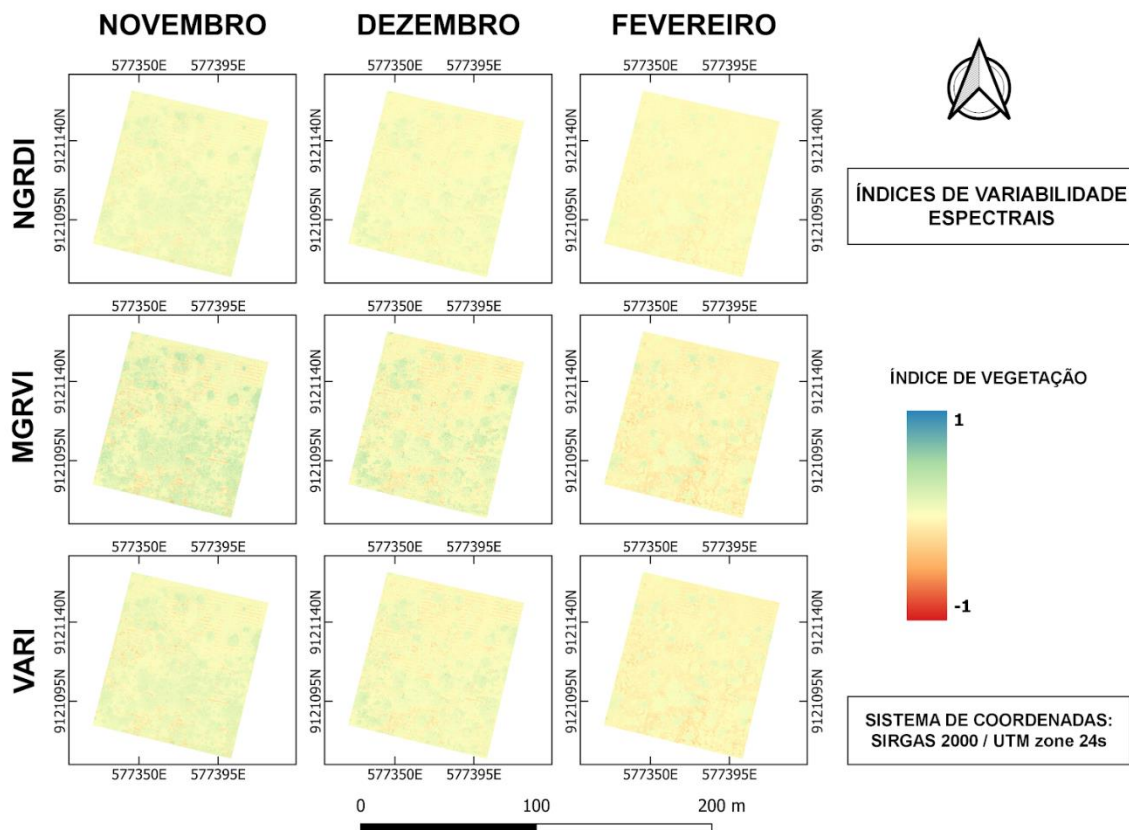 NOVEMBRO DEZEMBRO FEVEREIRO
577350E 577395E 577350E 577395E 577350E 577395E
NGRDI
9121140N 9121140N 9121140N
9121095N 9121095N 9121095N
ÍNDICES DE VARIABILIDADE
ESPECTRAIS
577350E 577395E 577350E 577395E 577350E 577395E
MGRVI
9121140N 9121140N 9121140N
9121095N 9121095N 9121095N
ÍNDICE DE VEGETAÇÃO
1
-1
577350E 577395E 577350E 577395E 577350E 577395E
VARI
9121140N 9121140N 9121140N
9121095N 9121095N 9121095N
577350E 577395E 577350E 577395E 577350E 577395E
SISTEMA DE COORDENADAS:
SIRGAS 2000 / UTM zone 24s
0 100 200 m